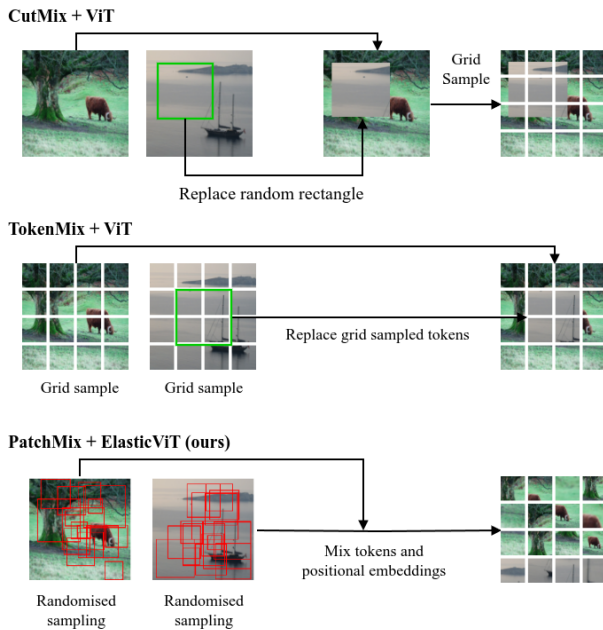 CutMix + ViT
Grid
Sample
Replace random rectangle
TokenMix + ViT
Replace grid sampled tokens
Grid sample
Grid sample
PatchMix + ElasticViT (ours)
Mix tokens and
positional embeddings
Randomised
sampling
Randomised
sampling